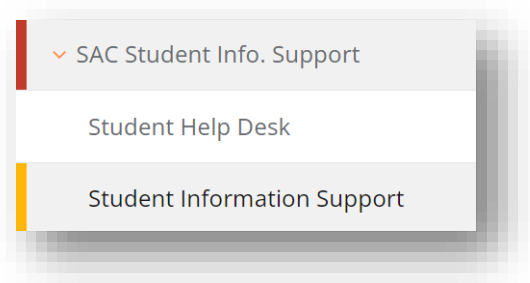 SAC Student Info. Support
Student Help Desk
Student Information Support